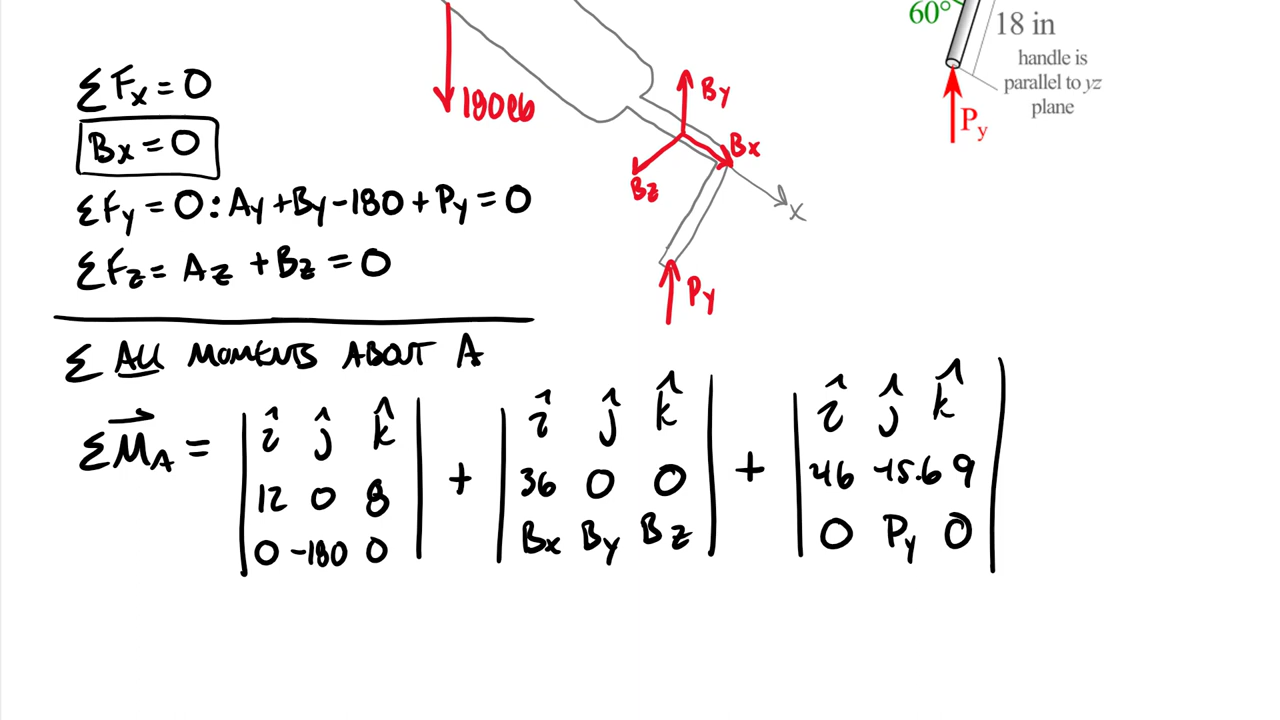 60°
18 in
handle is
parallel to yz
plane
Py
180lb
By
Bx
Bz
x
Py
ΣFx = 0
Bx = 0
ΣFy = 0: Ay + By - 180 + Py = 0
ΣFz = Az + Bz = 0
Σ ALL MOMENTS ABOUT A
ΣM⃗A = | î ĵ k̂ | + | î ĵ k̂ | + | î ĵ k̂ |
12 0 8 36 0 0 46 -15.6 9
0 -180 0 Bx By Bz 0 Py 0